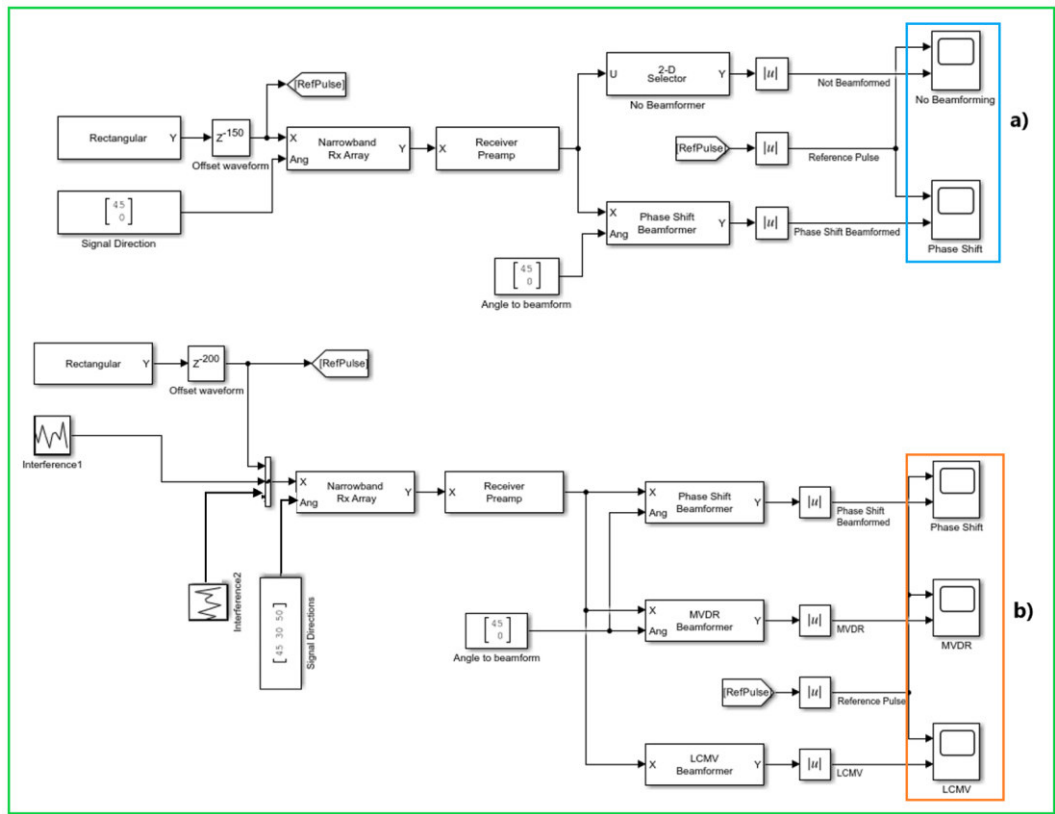 2-D
Selector
U
Y
|u|
Not Beamformed
No Beamformer
No Beamforming
a)
[RefPulse]
Rectangular
Y
Z-150
Offset waveform
X
Ang
Narrowband
Rx Array
Y
X
Receiver
Preamp
[RefPulse]
|u|
Reference Pulse
[45
0]
Signal Direction
X
Ang
Phase Shift
Beamformer
Y
|u|
Phase Shift Beamformed
Phase Shift
[45
0]
Angle to beamform
Rectangular
Y
Z-200
Offset waveform
[RefPulse]
Interference1
X
Ang
Narrowband
Rx Array
Y
X
Receiver
Preamp
X
Ang
Phase Shift
Beamformer
Y
|u|
Phase Shift
Beamformed
Phase Shift
Interference2
[45 30 50]
Signal Directions
[45
0]
Angle to beamform
X
Ang
MVDR
Beamformer
Y
|u|
MVDR
MVDR
b)
[RefPulse]
|u|
Reference Pulse
X
LCMV
Beamformer
Y
|u|
LCMV
LCMV